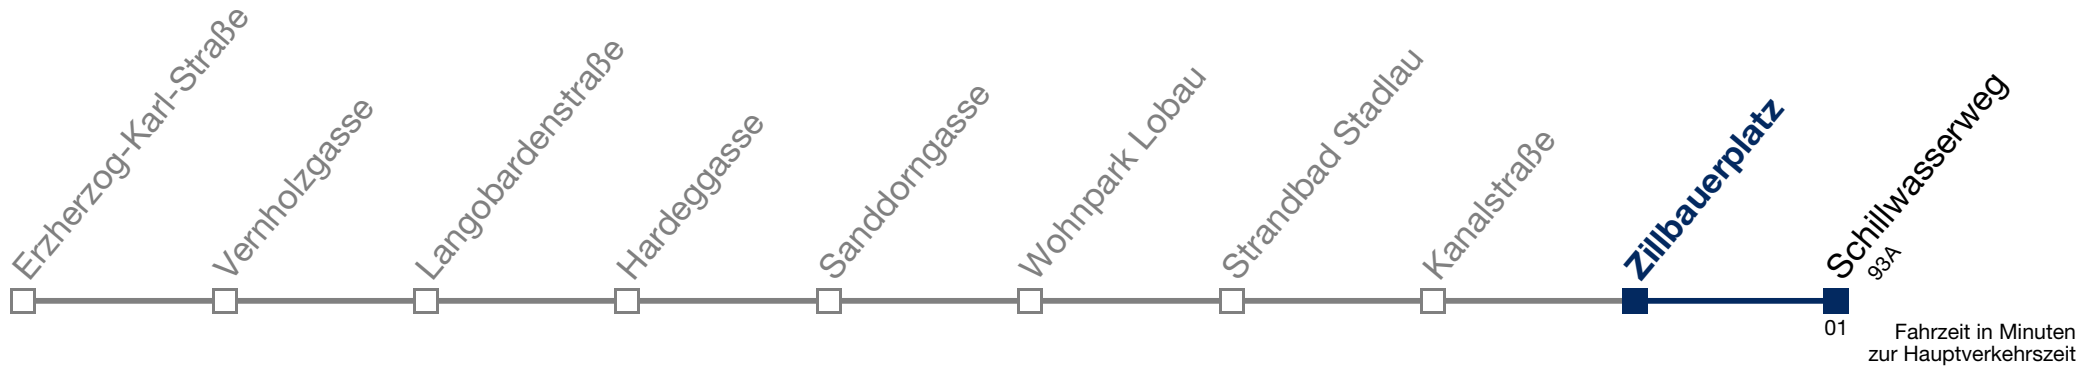 Erzherzog-Karl-Straße
Vernholzgasse
Langobardenstraße
Hardeggasse
Sanddorngasse
Wohnpark Lobau
Strandbad Stadlau
Kanalstraße
Zillbauerplatz
Schillwasserweg
93A
01
Fahrzeit in Minuten
zur Hauptverkehrszeit